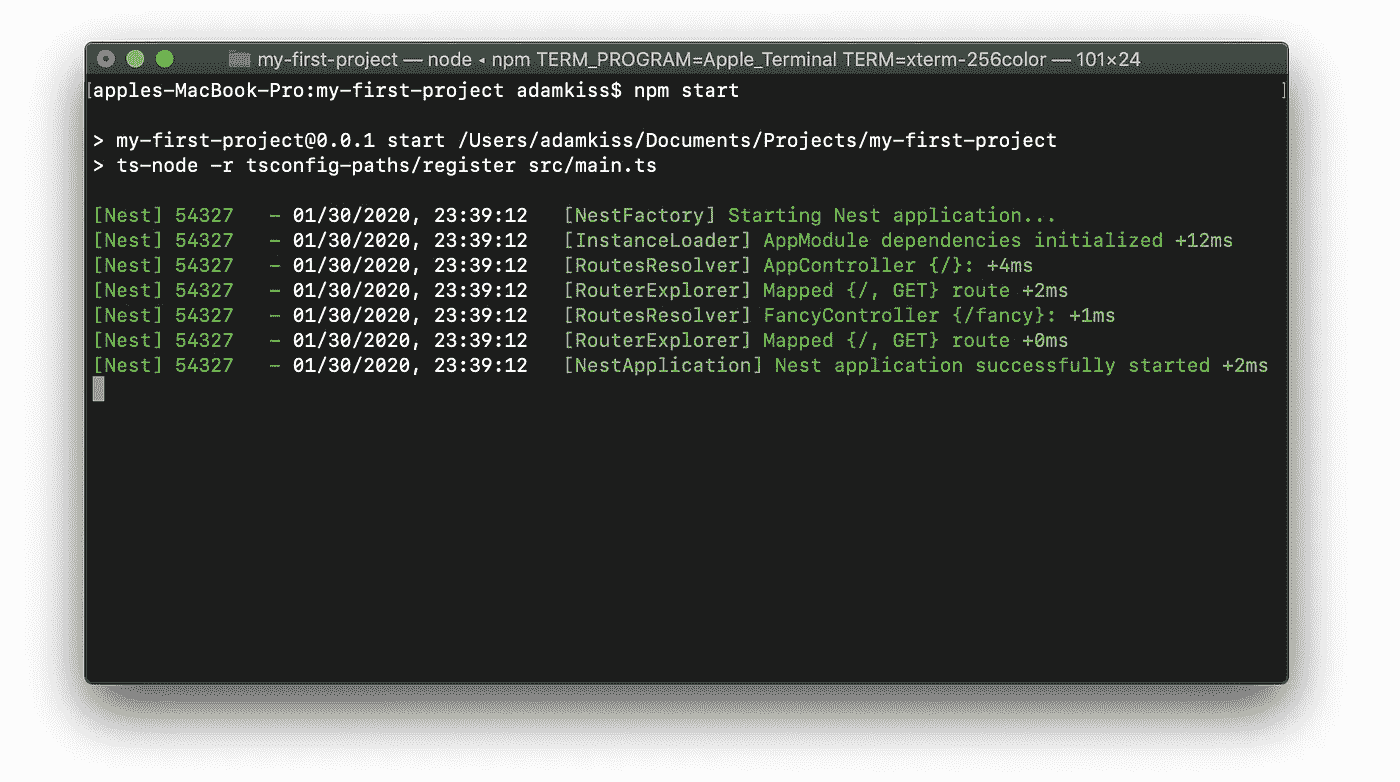 my-first-project — node ◂ npm TERM_PROGRAM=Apple_Terminal TERM=xterm-256color — 101×24
[apples-MacBook-Pro:my-first-project adamkiss$ npm start ]
> my-first-project@0.0.1 start /Users/adamkiss/Documents/Projects/my-first-project
> ts-node -r tsconfig-paths/register src/main.ts
[Nest] 54327   - 01/30/2020, 23:39:12   [NestFactory] Starting Nest application...
[Nest] 54327   - 01/30/2020, 23:39:12   [InstanceLoader] AppModule dependencies initialized +12ms
[Nest] 54327   - 01/30/2020, 23:39:12   [RoutesResolver] AppController {/}: +4ms
[Nest] 54327   - 01/30/2020, 23:39:12   [RouterExplorer] Mapped {/, GET} route +2ms
[Nest] 54327   - 01/30/2020, 23:39:12   [RoutesResolver] FancyController {/fancy}: +1ms
[Nest] 54327   - 01/30/2020, 23:39:12   [RouterExplorer] Mapped {/, GET} route +0ms
[Nest] 54327   - 01/30/2020, 23:39:12   [NestApplication] Nest application successfully started +2ms